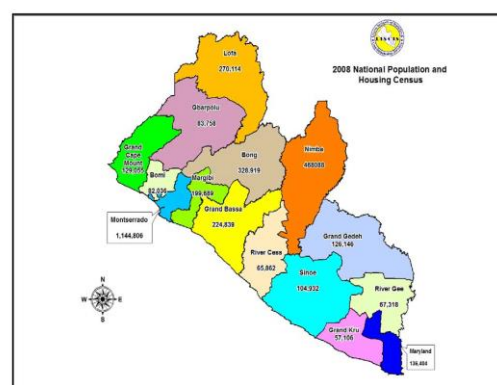 2008 National Population and
Housing Census
Lofa
270,114
Gbarpolu
83,758
Grand
Cape
Mount
129,055
Bomi
82,036
Margibi
199,689
Bong
328,919
Nimba
468088
Montserrado
1,144,806
Grand Bassa
224,839
River Cess
65,862
Grand Gedeh
126,146
Sinoe
104,932
River Gee
67,318
Grand Kru
57,106
Maryland
136,404
N
W
E
S